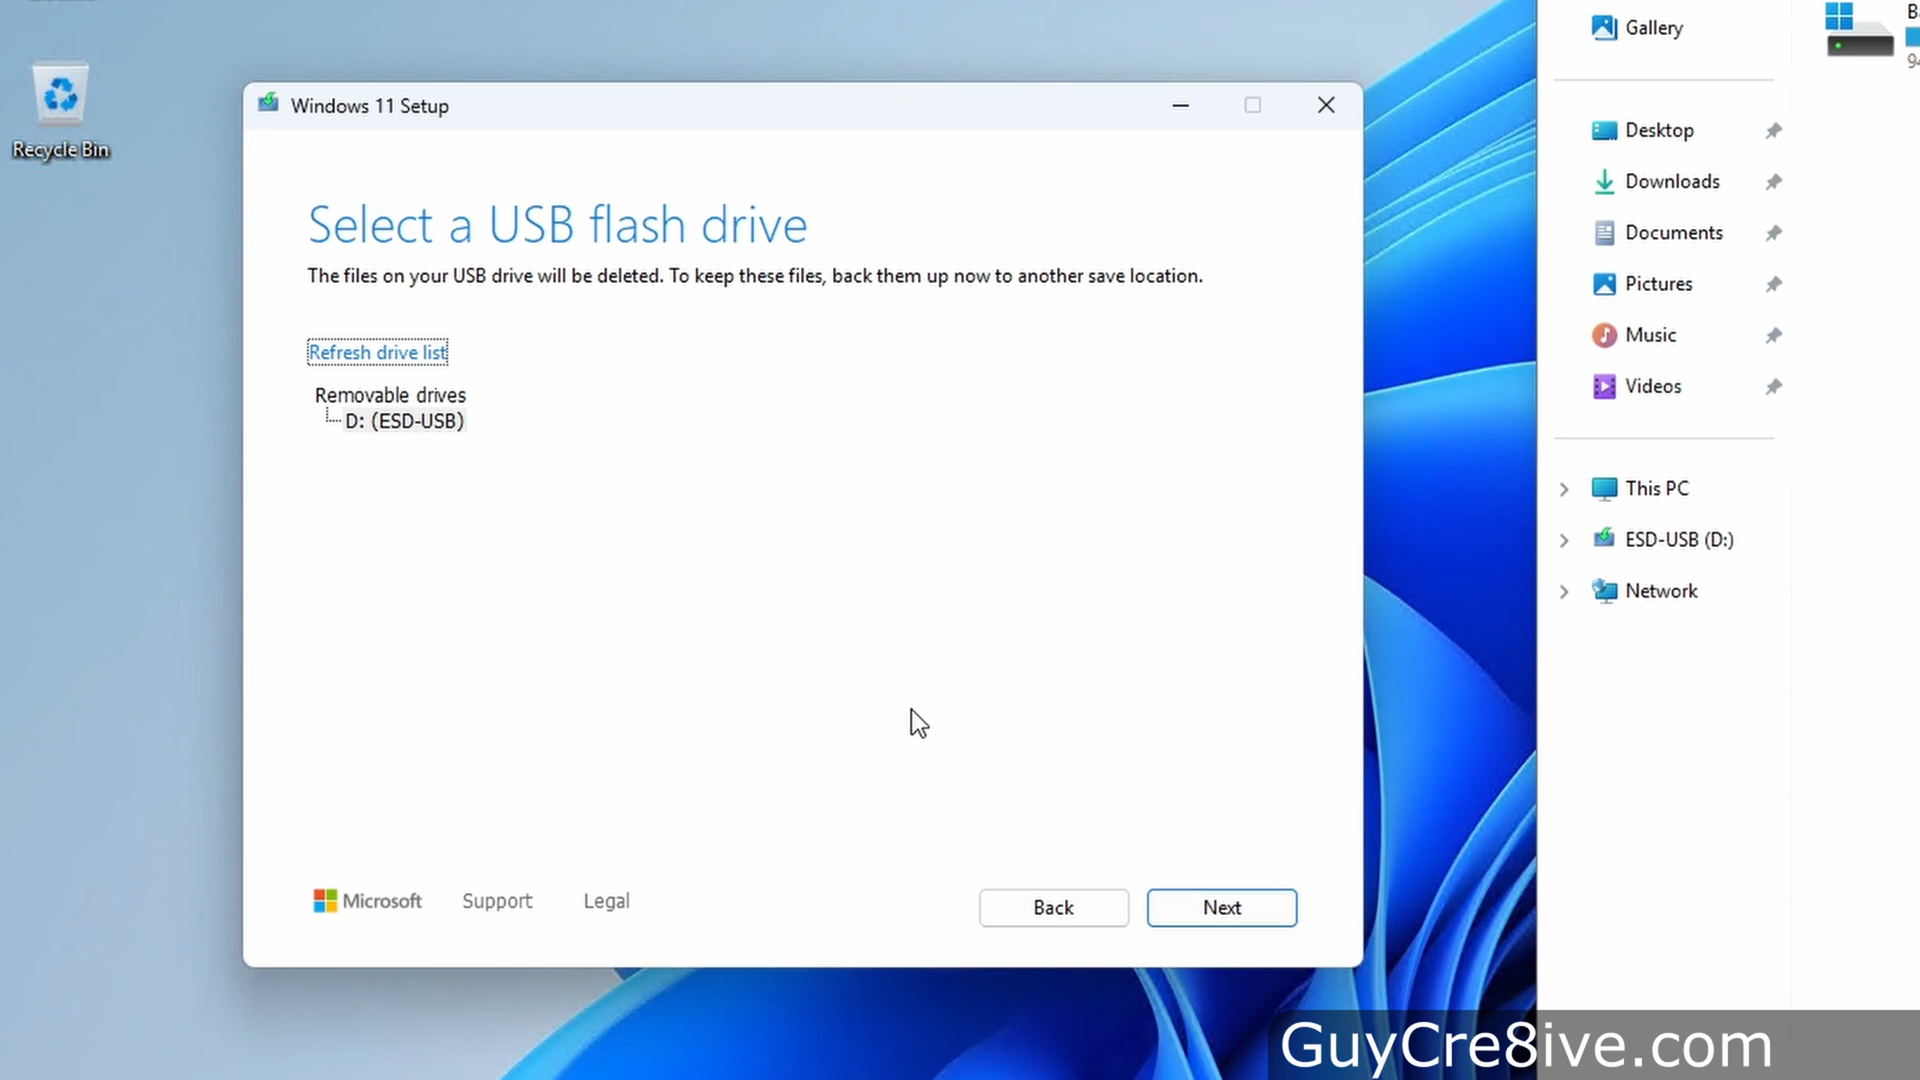 Recycle Bin
Windows 11 Setup
Select a USB flash drive
The files on your USB drive will be deleted. To keep these files, back them up now to another save location.
Refresh drive list
Removable drives
D: (ESD-USB)
Microsoft Support Legal
Back Next
Gallery
Desktop
Downloads
Documents
Pictures
Music
Videos
This PC
ESD-USB (D:)
Network
GuyCre8ive.com